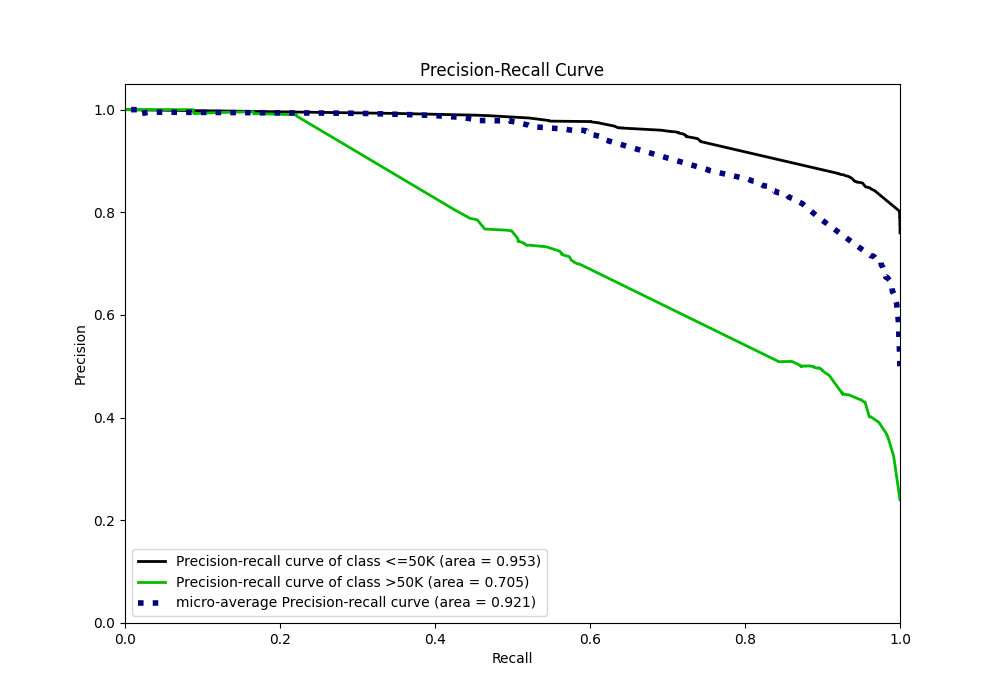 Precision-Recall Curve
1.0
0.8
0.6
0.4
0.2
0.0
Precision
Precision-recall curve of class <=50K (area = 0.953)
Precision-recall curve of class >50K (area = 0.705)
micro-average Precision-recall curve (area = 0.921)
0.0 0.2 0.4 0.6 0.8 1.0
Recall